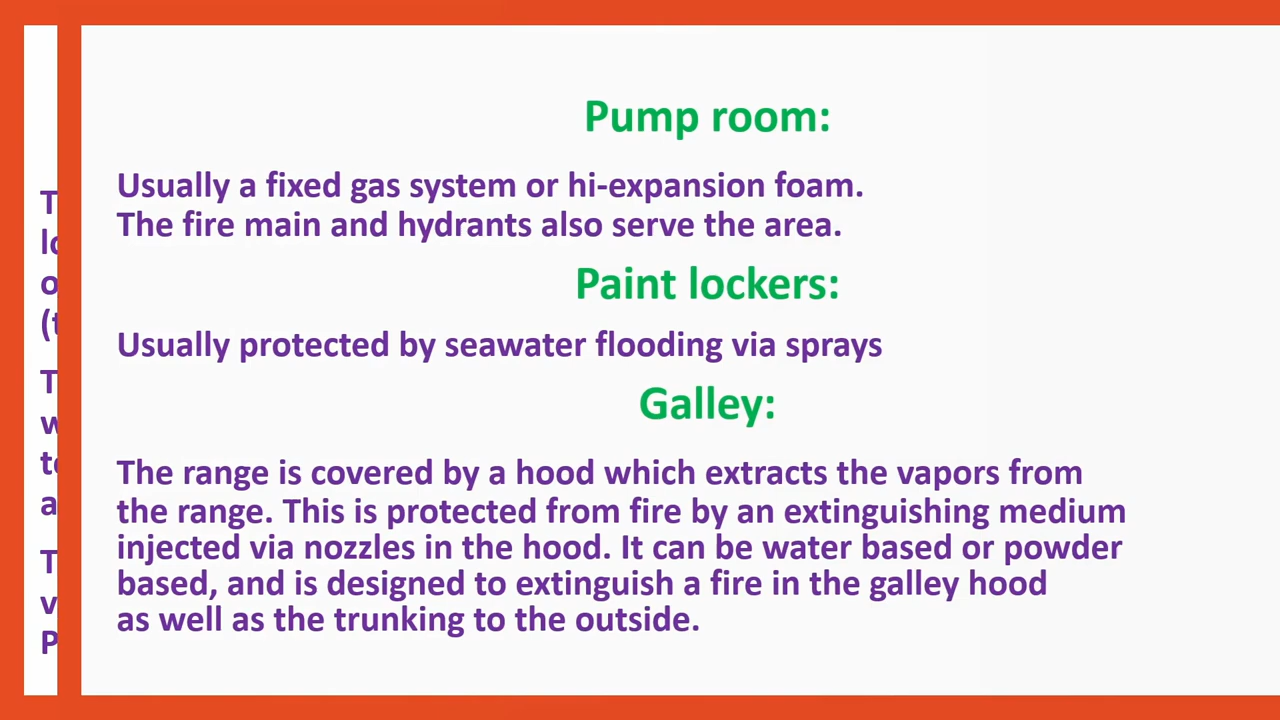 Pump room:
Usually a fixed gas system or hi-expansion foam.
The fire main and hydrants also serve the area.
Paint lockers:
Usually protected by seawater flooding via sprays
Galley:
The range is covered by a hood which extracts the vapors from
the range. This is protected from fire by an extinguishing medium
injected via nozzles in the hood. It can be water based or powder
based, and is designed to extinguish a fire in the galley hood
as well as the trunking to the outside.